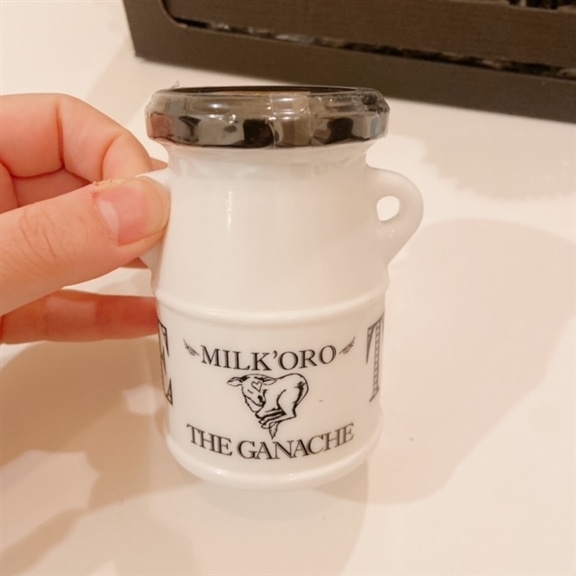 MILK'ORO
THE GANACHE
E
T